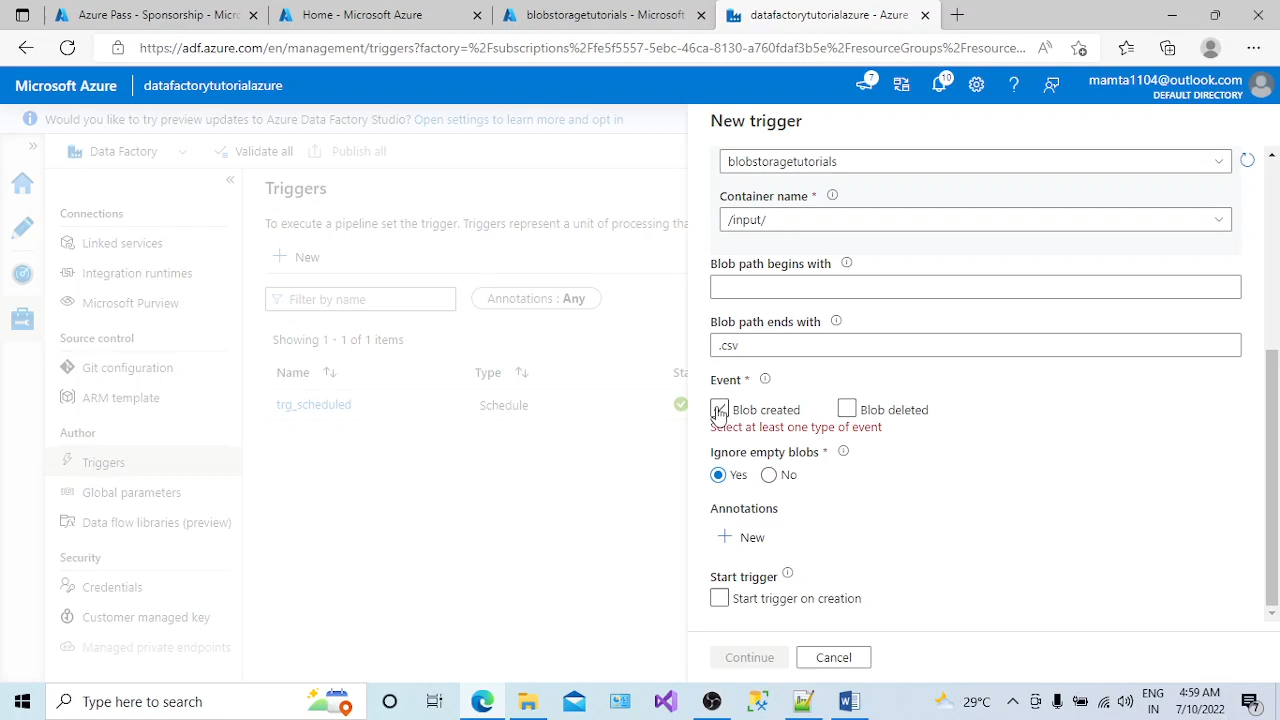 Microsoft Azure
datafactorytutorialazure - Azure
datafactorytutorials - Microsoft
datafactorytutorialazure - Azure
https://adf.azure.com/en/management/triggers?factory=%2Fsubscriptions%2Ffe5f5557-5ebc-46ca-8130-a760fdaf3b5e%2FresourceGroups%2Fresource...
Microsoft Azure
datafactorytutorialazure
7
10
mamta1104@outlook.com
DEFAULT DIRECTORY
Would you like to try preview updates to Azure Data Factory Studio? Open settings to learn more and opt in
Data Factory
Validate all
Publish all
Connections
Linked services
Integration runtimes
Microsoft Purview
Source control
Git configuration
ARM template
Author
Triggers
Global parameters
Data flow libraries (preview)
Security
Credentials
Customer managed key
Managed private endpoints
Triggers
To execute a pipeline set the trigger. Triggers represent a unit of processing tha
New
Filter by name
Annotations : Any
Showing 1 - 1 of 1 items
Name
Type
Sta
trg_scheduled
Schedule
New trigger
blobstoragetutorials
Container name *
/input/
Blob path begins with
Blob path ends with
.csv
Event *
Blob created
Blob deleted
Select at least one type of event
Ignore empty blobs *
Yes
No
Annotations
New
Start trigger
Start trigger on creation
Continue
Cancel
Type here to search
29°C
ENG
IN
4:59 AM
7/10/2022
7